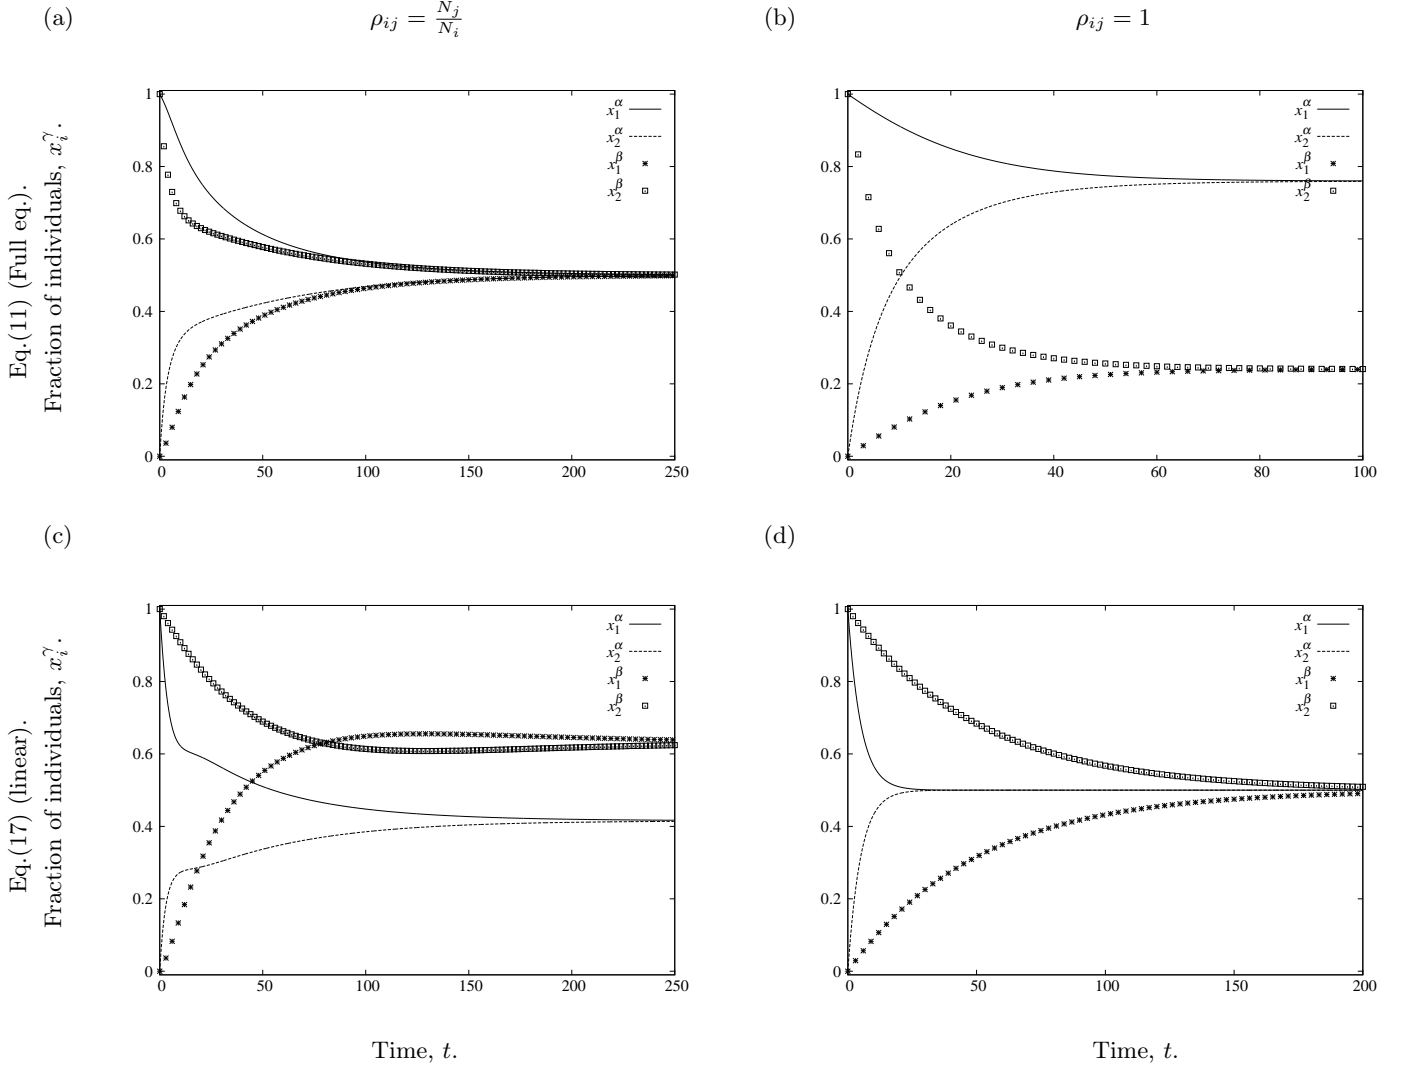 (a) ρ_{ij} = N_j/N_i (b) ρ_{ij} = 1
Eq.(11) (Full eq).
Fraction of individuals, x_i^γ.
1
0.8
0.6
0.4
0.2
0
0 50 100 150 200 250
x_1^α
x_2^α
x_1^β
x_2^β
1
0.8
0.6
0.4
0.2
0
0 20 40 60 80 100
x_1^α
x_2^α
x_1^β
x_2^β
(c) (d)
Eq.(17) (linear).
Fraction of individuals, x_i^γ.
1
0.8
0.6
0.4
0.2
0
0 50 100 150 200 250
x_1^α
x_2^α
x_1^β
x_2^β
1
0.8
0.6
0.4
0.2
0
0 50 100 150 200
x_1^α
x_2^α
x_1^β
x_2^β
Time, t. Time, t.